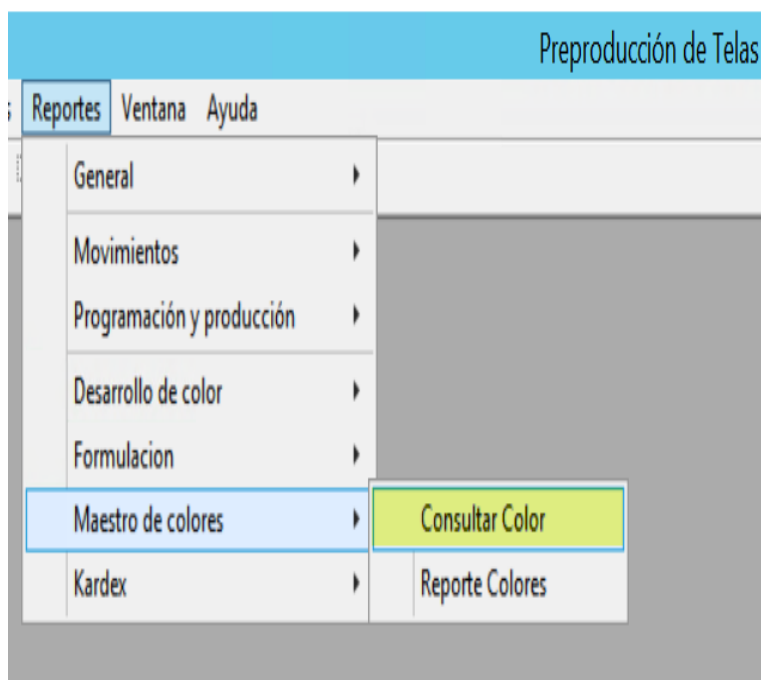 Preproducción de Telas
s Reportes Ventana Ayuda
General
Movimientos
Programación y producción
Desarrollo de color
Formulacion
Maestro de colores
Consultar Color
Kardex
Reporte Colores